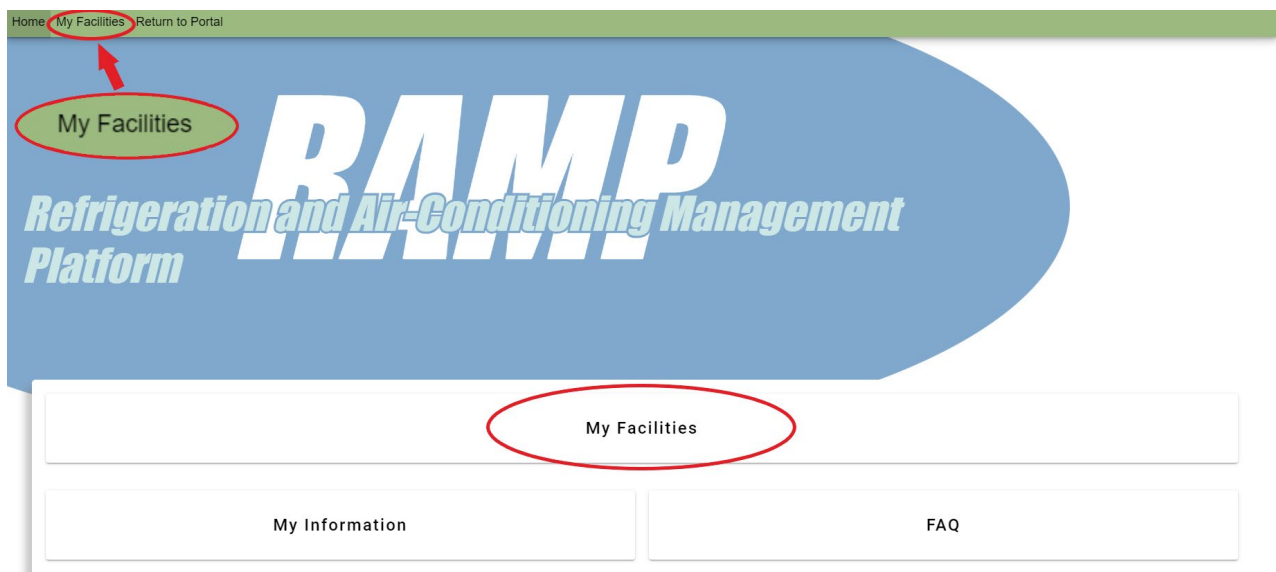 Home My Facilities Return to Portal
My Facilities
RAMP
Refrigeration and Air-Conditioning Management
Platform
My Facilities
My Information FAQ